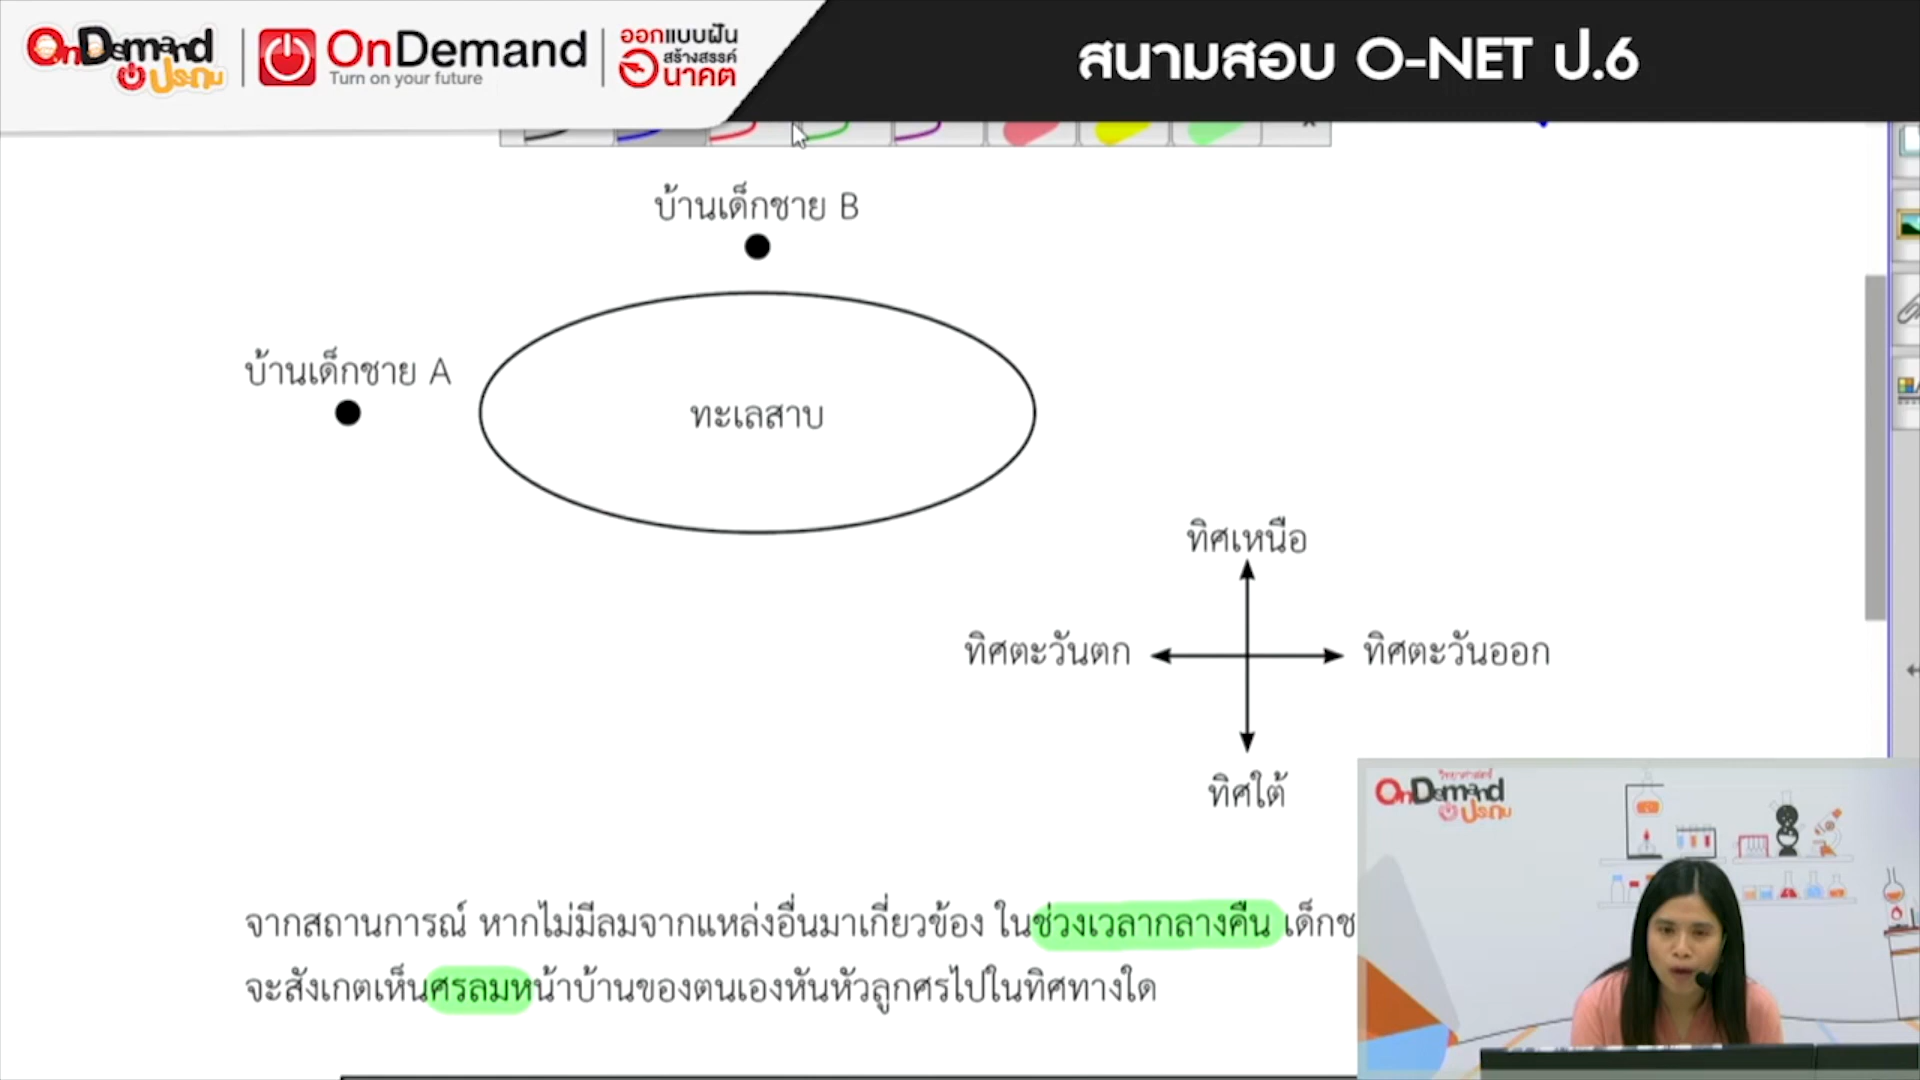 OnDemand ประถม
OnDemand
Turn on your future
ออกแบบฝัน
สร้างสรรค์
อนาคต
สนามสอบ O-NET ป.6
บ้านเด็กชาย B
บ้านเด็กชาย A
ทะเลสาบ
ทิศเหนือ
ทิศตะวันตก
ทิศตะวันออก
ทิศใต้
จากสถานการณ์ หากไม่มีลมจากแหล่งอื่นมาเกี่ยวข้อง ในช่วงเวลากลางคืน เด็กช
จะสังเกตเห็นศรลมหน้าบ้านของตนเองหันหัวลูกศรไปในทิศทางใด
วิทยาศาสตร์
OnDemand
ประถม